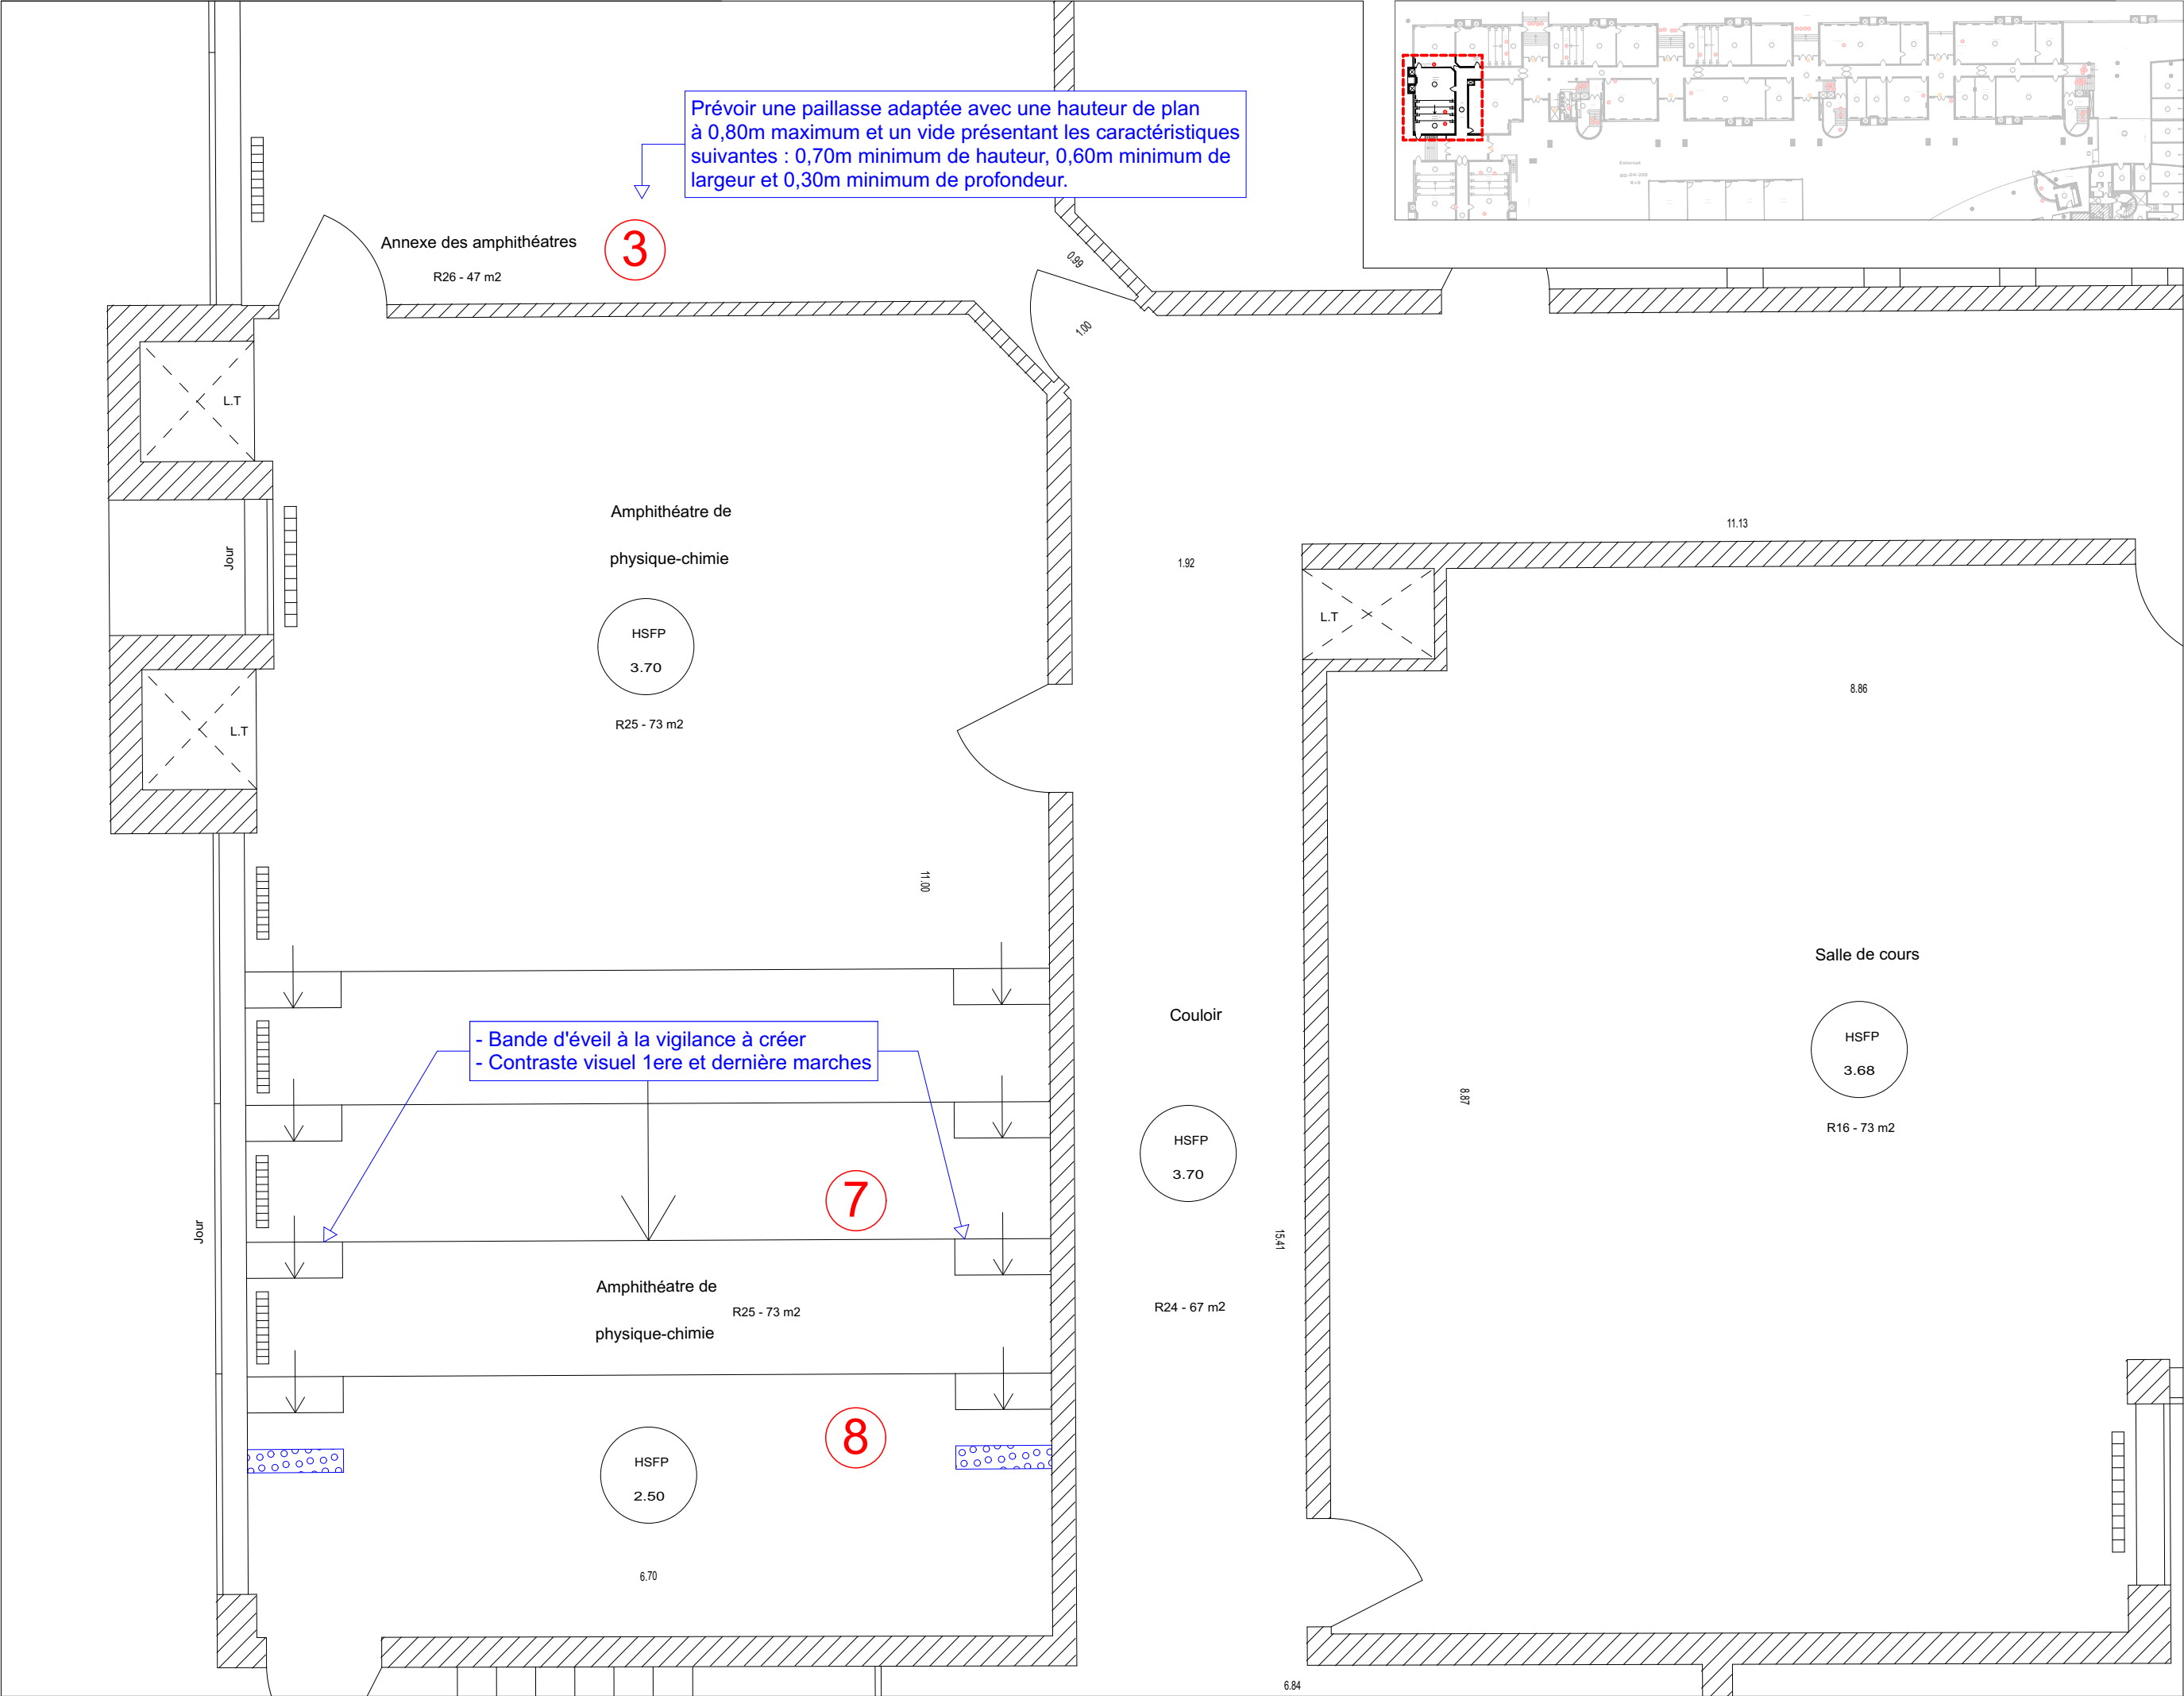 Prévoir une paillasse adaptée avec une hauteur de plan
à 0,80m maximum et un vide présentant les caractéristiques
suivantes : 0,70m minimum de hauteur, 0,60m minimum de
largeur et 0,30m minimum de profondeur.
Annexe des amphithéatres
R26 - 47 m2
3
0.99
1.00
L.T
Amphithéatre de
physique-chimie
HSFP
3.70
R25 - 73 m2
Jour
L.T
1.92
11.13
L.T
8.86
11.00
Salle de cours
HSFP
3.68
R16 - 73 m2
8.87
Couloir
HSFP
3.70
15.41
R24 - 67 m2
- Bande d'éveil à la vigilance à créer
- Contraste visuel 1ere et dernière marches
7
Jour
Amphithéatre de
R25 - 73 m2
physique-chimie
8
HSFP
2.50
6.70
6.84